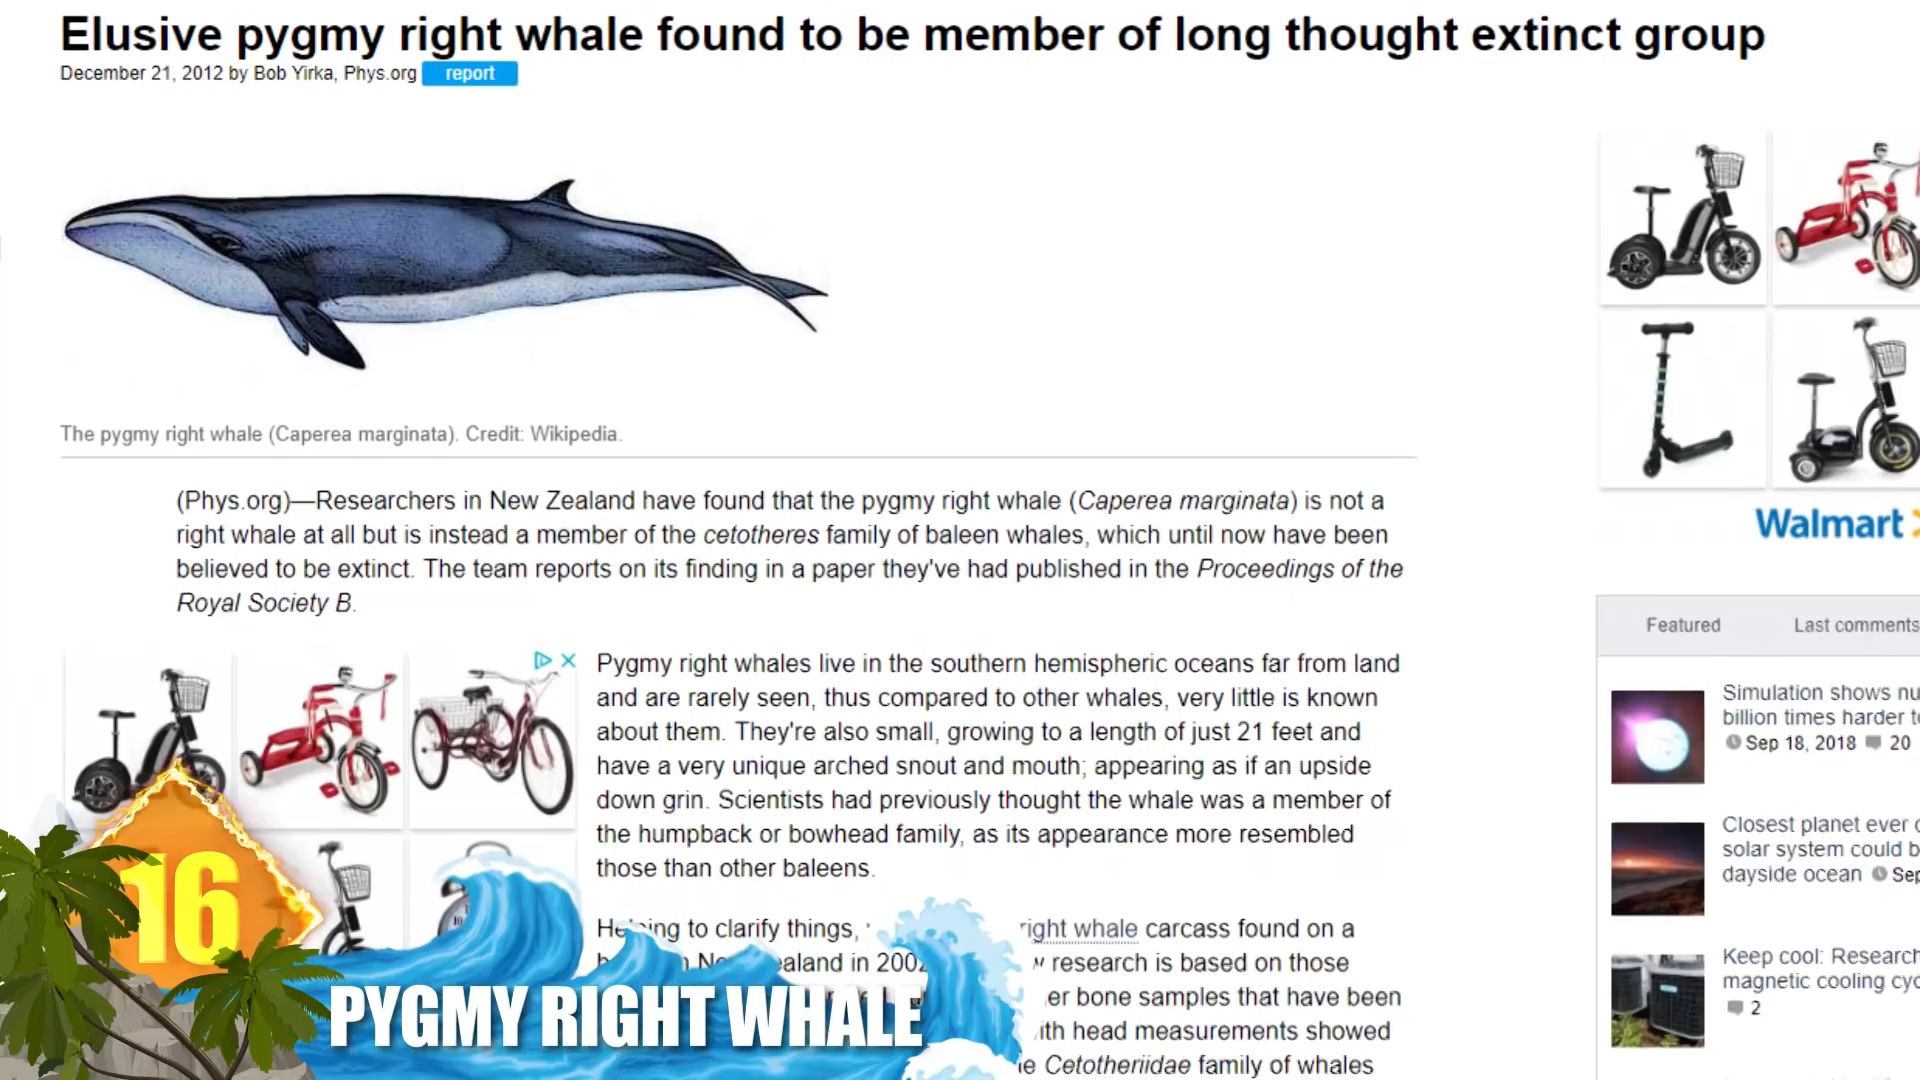 Elusive pygmy right whale found to be member of long thought extinct group
December 21, 2012 by Bob Yirka, Phys.org report
The pygmy right whale (Caperea marginata). Credit: Wikipedia.
(Phys.org)—Researchers in New Zealand have found that the pygmy right whale (Caperea marginata) is not a
right whale at all but is instead a member of the cetotheres family of baleen whales, which until now have been
believed to be extinct. The team reports on its finding in a paper they've had published in the Proceedings of the
Royal Society B.
Pygmy right whales live in the southern hemispheric oceans far from land
and are rarely seen, thus compared to other whales, very little is known
about them. They're also small, growing to a length of just 21 feet and
have a very unique arched snout and mouth; appearing as if an upside
down grin. Scientists had previously thought the whale was a member of
the humpback or bowhead family, as its appearance more resembled
those than other baleens.
to clarify things, right whale carcass found on a
in 2002 research is based on those
bone samples that have been
head measurements showed
Cetotheriidae family of whales
16
PYGMY RIGHT WHALE
Walmart
Featured Last comments
Simulation shows
billion times harder
Sep 18, 2018 20
Closest planet ever
solar system could
dayside ocean
Keep cool:
magnetic cooling
2